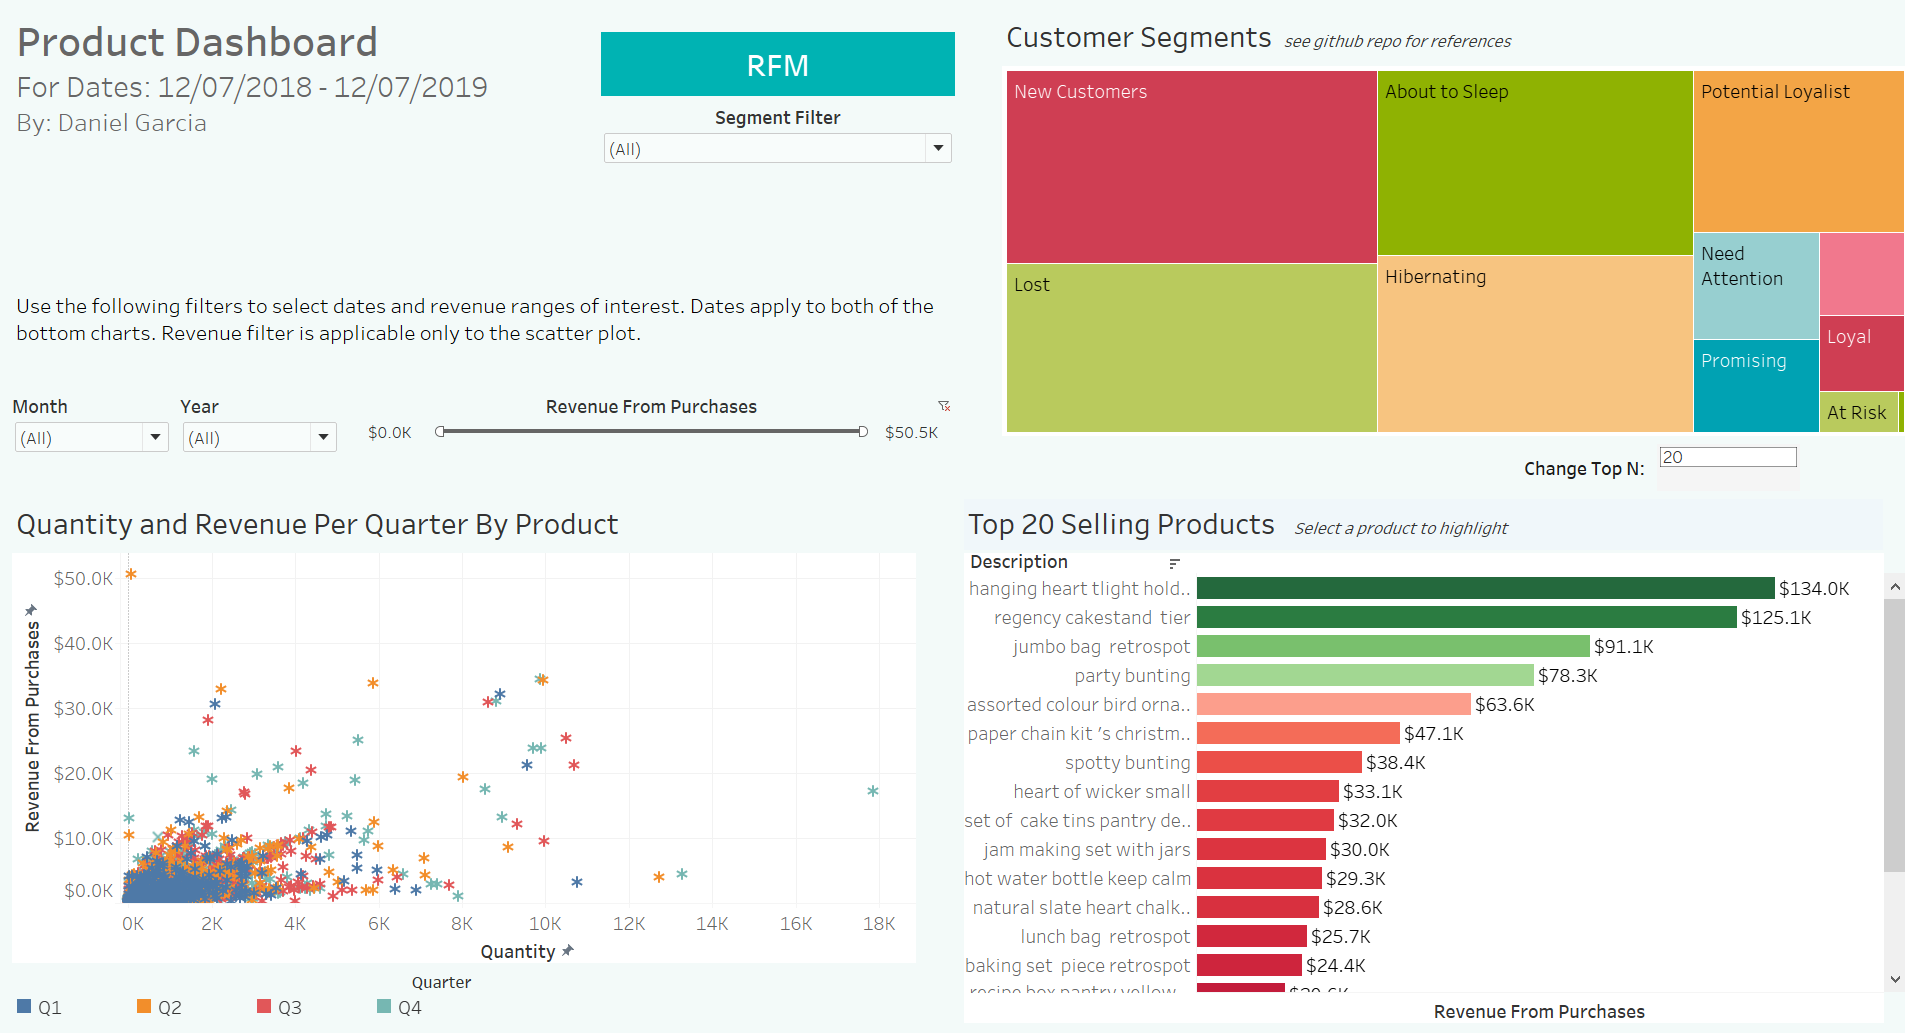 Product Dashboard
For Dates: 12/07/2018 - 12/07/2019
By: Daniel Garcia
RFM
Segment Filter
(All)
Customer Segments see github repo for references
New Customers
About to Sleep
Potential Loyalist
Lost
Hibernating
Need
Attention
Promising
Loyal
At Risk
Use the following filters to select dates and revenue ranges of interest. Dates apply to both of the
bottom charts. Revenue filter is applicable only to the scatter plot.
Month
(All)
Year
(All)
Revenue From Purchases
$0.0K
$50.5K
Change Top N:
20
Quantity and Revenue Per Quarter By Product
Revenue From Purchases
$50.0K
$40.0K
$30.0K
$20.0K
$10.0K
$0.0K
0K 2K 4K 6K 8K 10K 12K 14K 16K 18K
Quantity
Quarter
Q1 Q2 Q3 Q4
Top 20 Selling Products Select a product to highlight
Description
hanging heart tlight hold.. $134.0K
regency cakestand tier $125.1K
jumbo bag retrospot $91.1K
party bunting $78.3K
assorted colour bird orna.. $63.6K
paper chain kit 's christm.. $47.1K
spotty bunting $38.4K
heart of wicker small $33.1K
set of cake tins pantry de.. $32.0K
jam making set with jars $30.0K
hot water bottle keep calm $29.3K
natural slate heart chalk.. $28.6K
lunch bag retrospot $25.7K
baking set piece retrospot $24.4K
recipe box pantry yellow
Revenue From Purchases